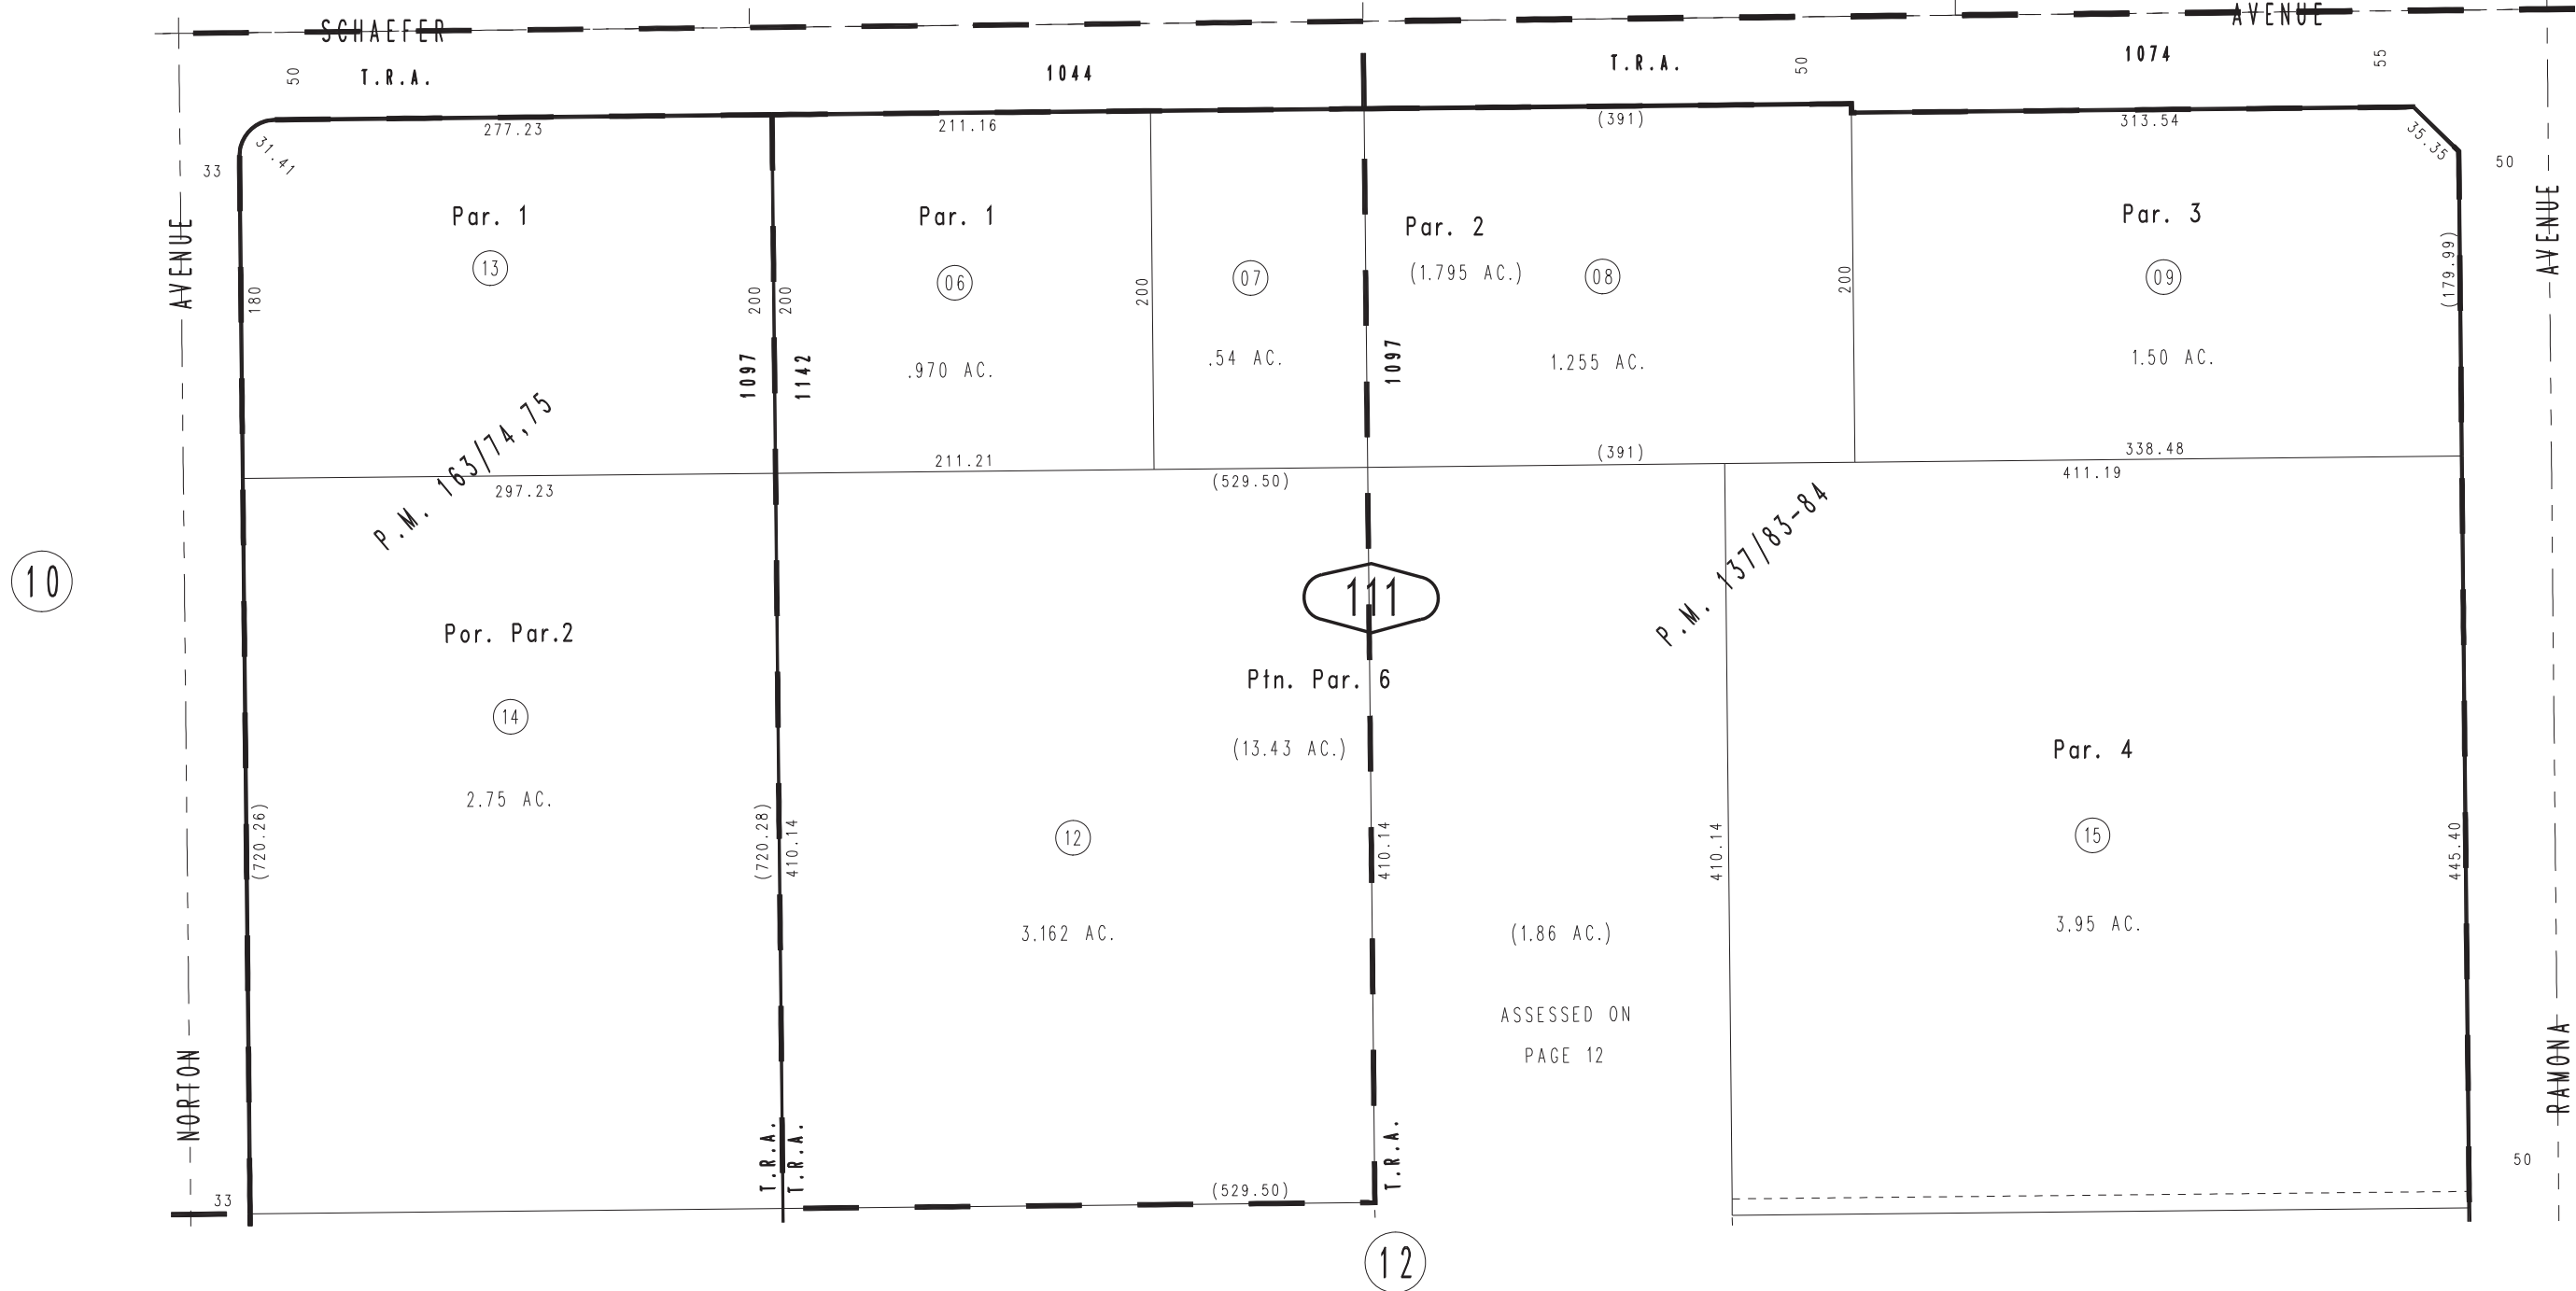 SCHAEFER
AVENUE
50
T.R.A.
1044
T.R.A.
50
1074
55
277.23
211.16
(391)
313.54
31.41
35.35
33
50
Par. 1
Par. 1
Par. 2
Par. 3
AVENUE
AVENUE
13
06
07
(1.795 AC.)
08
09
180
200
200
200
200
(179.99)
1097
1142
.970 AC.
.54 AC.
1097
1.255 AC.
1.50 AC.
P.M. 163/74,75
297.23
211.21
(529.50)
(391)
338.48
411.19
P.M. 137/83-84
10
111
Por. Par.2
Ptn. Par. 6
14
(13.43 AC.)
Par. 4
2.75 AC.
(720.26)
(720.28)
410.14
12
410.14
410.14
15
445.40
3.162 AC.
(1.86 AC.)
3.95 AC.
ASSESSED ON
PAGE 12
NORTON
RAMONA
T.R.A.
T.R.A.
T.R.A.
33
(529.50)
50
12